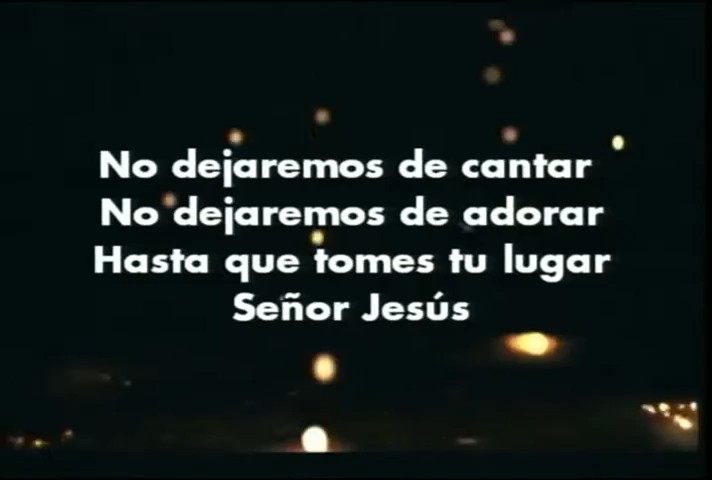 No dejaremos de cantar
No dejaremos de adorar
Hasta que tomes tu lugar
Señor Jesús